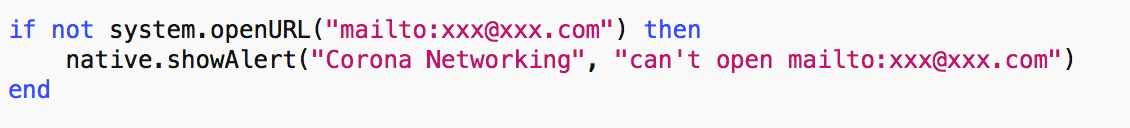 if not system.openURL("mailto:xxx@xxx.com") then
    native.showAlert("Corona Networking", "can't open mailto:xxx@xxx.com")
end